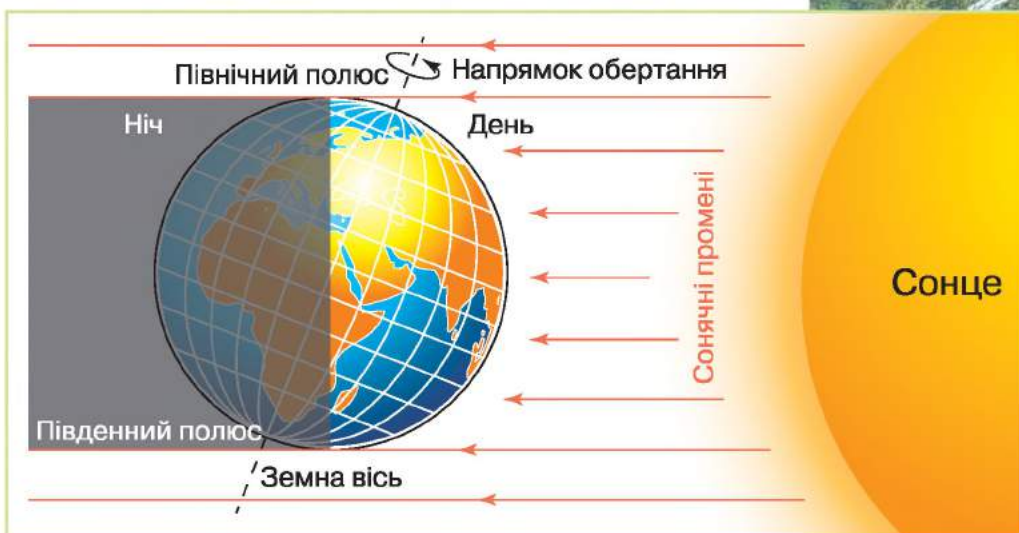 Північний полюс
Напрямок обертання
Ніч
День
Сонячні промені
Сонце
Південний полюс
Земна вісь